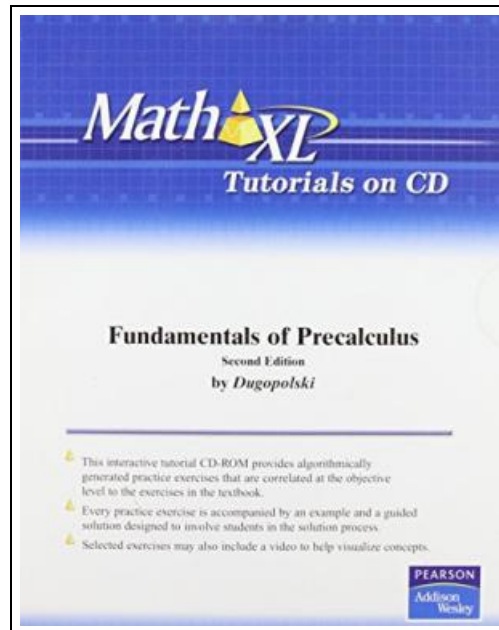 Math XL
Tutorials on CD
Fundamentals of Precalculus
Second Edition
by Dugopolski
This interactive tutorial CD-ROM provides algorithmically
generated practice exercises that are correlated at the objective
level to the exercises in the textbook.
Every practice exercise is accompanied by an example and a guided
solution designed to involve students in the solution process.
Selected exercises may also include a video to help visualize concepts.
PEARSON
Addison
Wesley